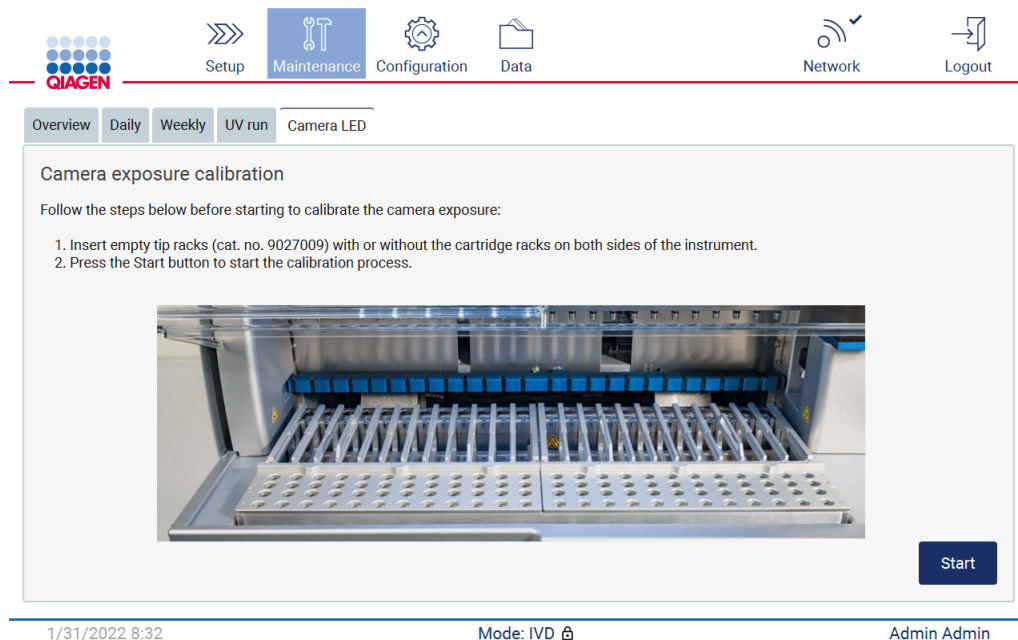 QIAGEN
Setup
Maintenance
Configuration
Data
Network
Logout
Overview Daily Weekly UV run Camera LED
Camera exposure calibration
Follow the steps below before starting to calibrate the camera exposure:
1. Insert empty tip racks (cat. no. 9027009) with or without the cartridge racks on both sides of the instrument.
2. Press the Start button to start the calibration process.
Start
1/31/2022 8:32
Mode: IVD
Admin Admin